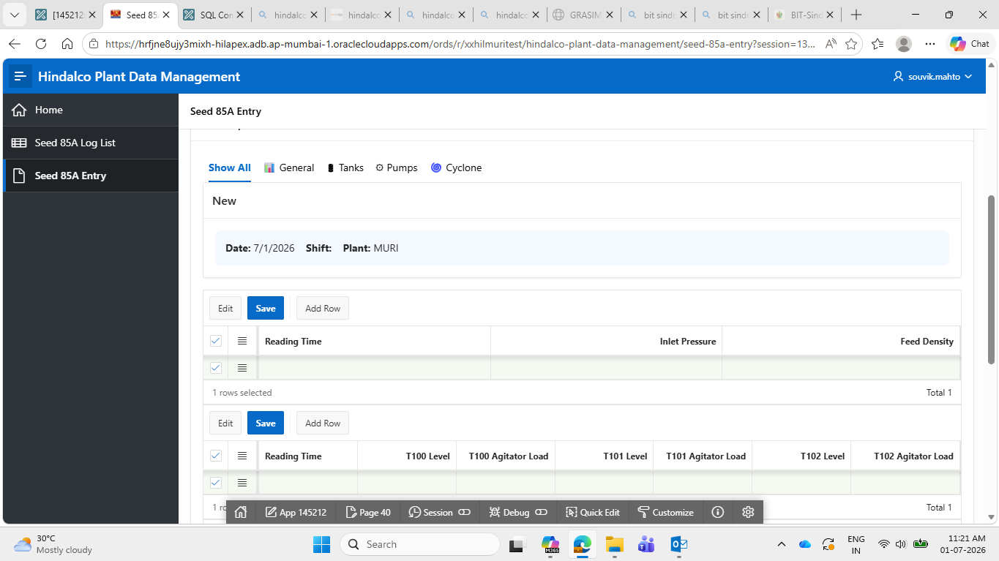 [145212
Seed 85
SQL Con
hindalco
hindalco
hindalco
hindalco
GRASIM
bit sindr
bit sindr
BIT-Sind
https://hrfjne8ujy3mixh-hilapex.adb.ap-mumbai-1.oraclecloudapps.com/ords/r/xxhilmuritest/hindalco-plant-data-management/seed-85a-entry?session=13...
Chat
Hindalco Plant Data Management
souvik.mahto
Home
Seed 85A Log List
Seed 85A Entry
Seed 85A Entry
Show All
General
Tanks
Pumps
Cyclone
New
Date: 7/1/2026 Shift: Plant: MURI
Edit
Save
Add Row
Reading Time
Inlet Pressure
Feed Density
1 rows selected
Total 1
Edit
Save
Add Row
Reading Time
T100 Level
T100 Agitator Load
T101 Level
T101 Agitator Load
T102 Level
T102 Agitator Load
1 ro
Total 1
App 145212
Page 40
Session
Debug
Quick Edit
Customize
30°C
Mostly cloudy
Search
M365
ENG
IN
11:21 AM
01-07-2026